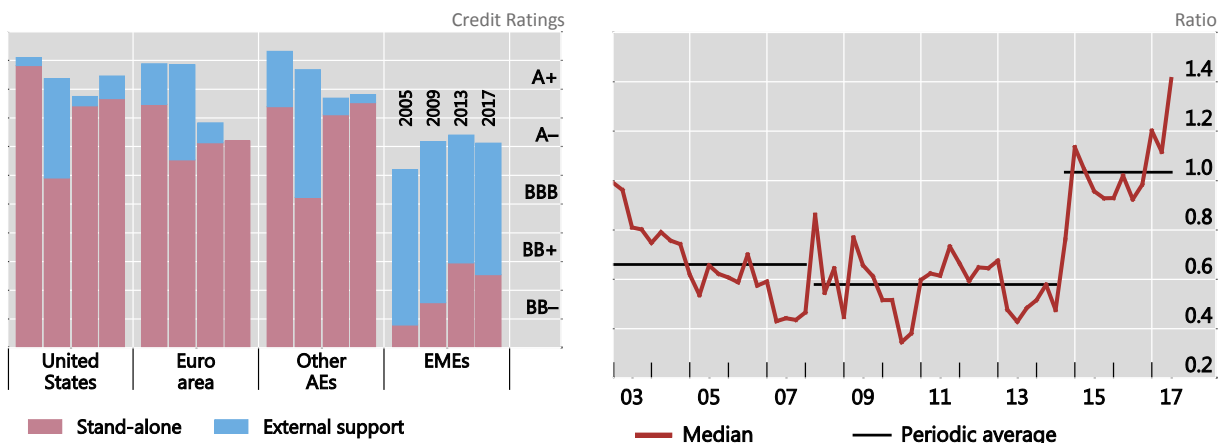 Credit Ratings
A+
A–
BBB
BB+
BB–
2005
2009
2013
2017
United States
Euro area
Other AEs
EMEs
Stand-alone
External support
Ratio
1.4
1.2
1.0
0.8
0.6
0.4
0.2
03 05 07 09 11 13 15 17
Median
Periodic average